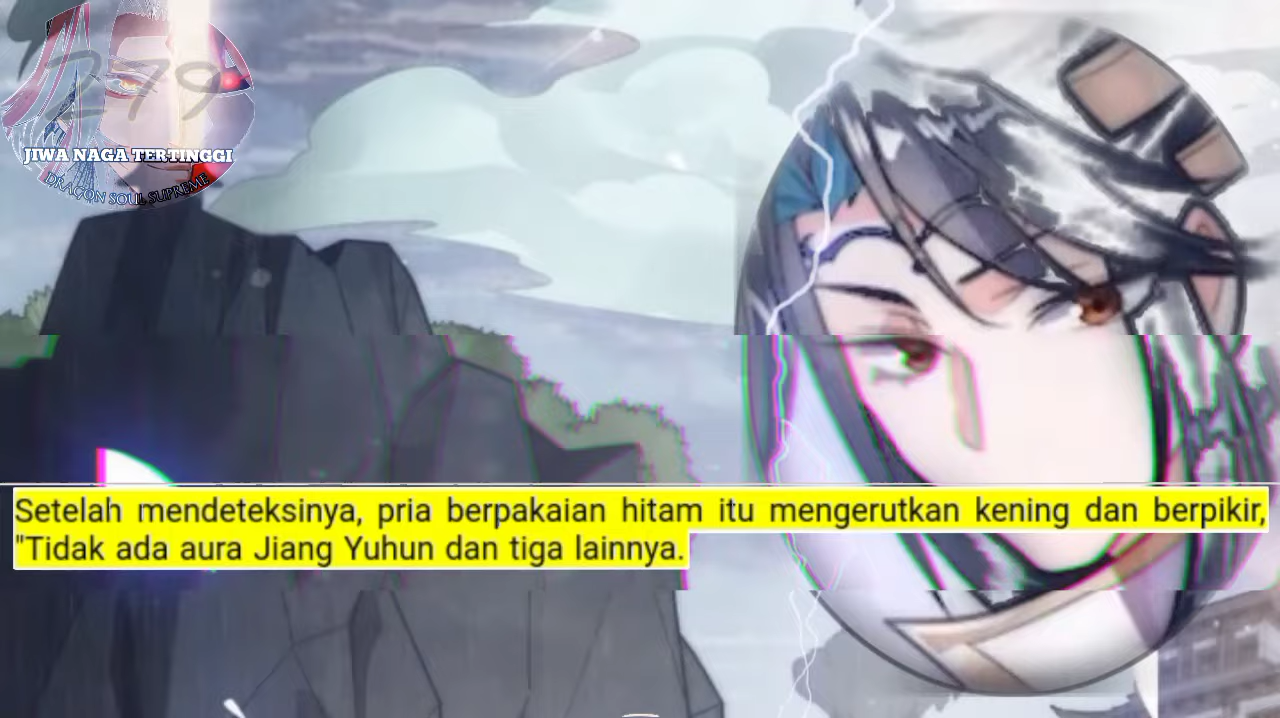 279
JIWA NAGA TERTINGGI
DRAGON SOUL SUPREME
Setelah mendeteksinya, pria berpakaian hitam itu mengerutkan kening dan berpikir,
"Tidak ada aura Jiang Yuhun dan tiga lainnya.